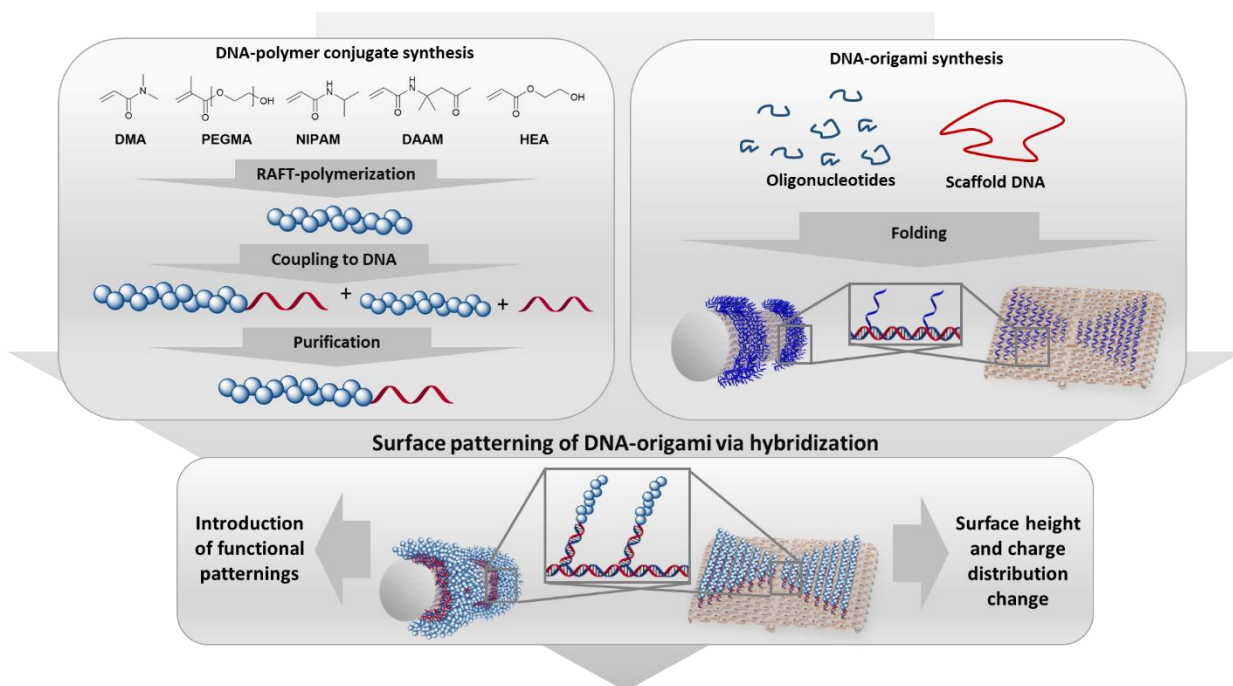 DNA-polymer conjugate synthesis
N
O
O
O
OH
O
H
N
O
H
N
O
O
O
O
OH
DMA
PEGMA
NIPAM
DAAM
HEA
RAFT-polymerization
Coupling to DNA
+
+
Purification
DNA-origami synthesis
Oligonucleotides
Scaffold DNA
Folding
Surface patterning of DNA-origami via hybridization
Introduction
of functional
patternings
Surface height
and charge
distribution
change